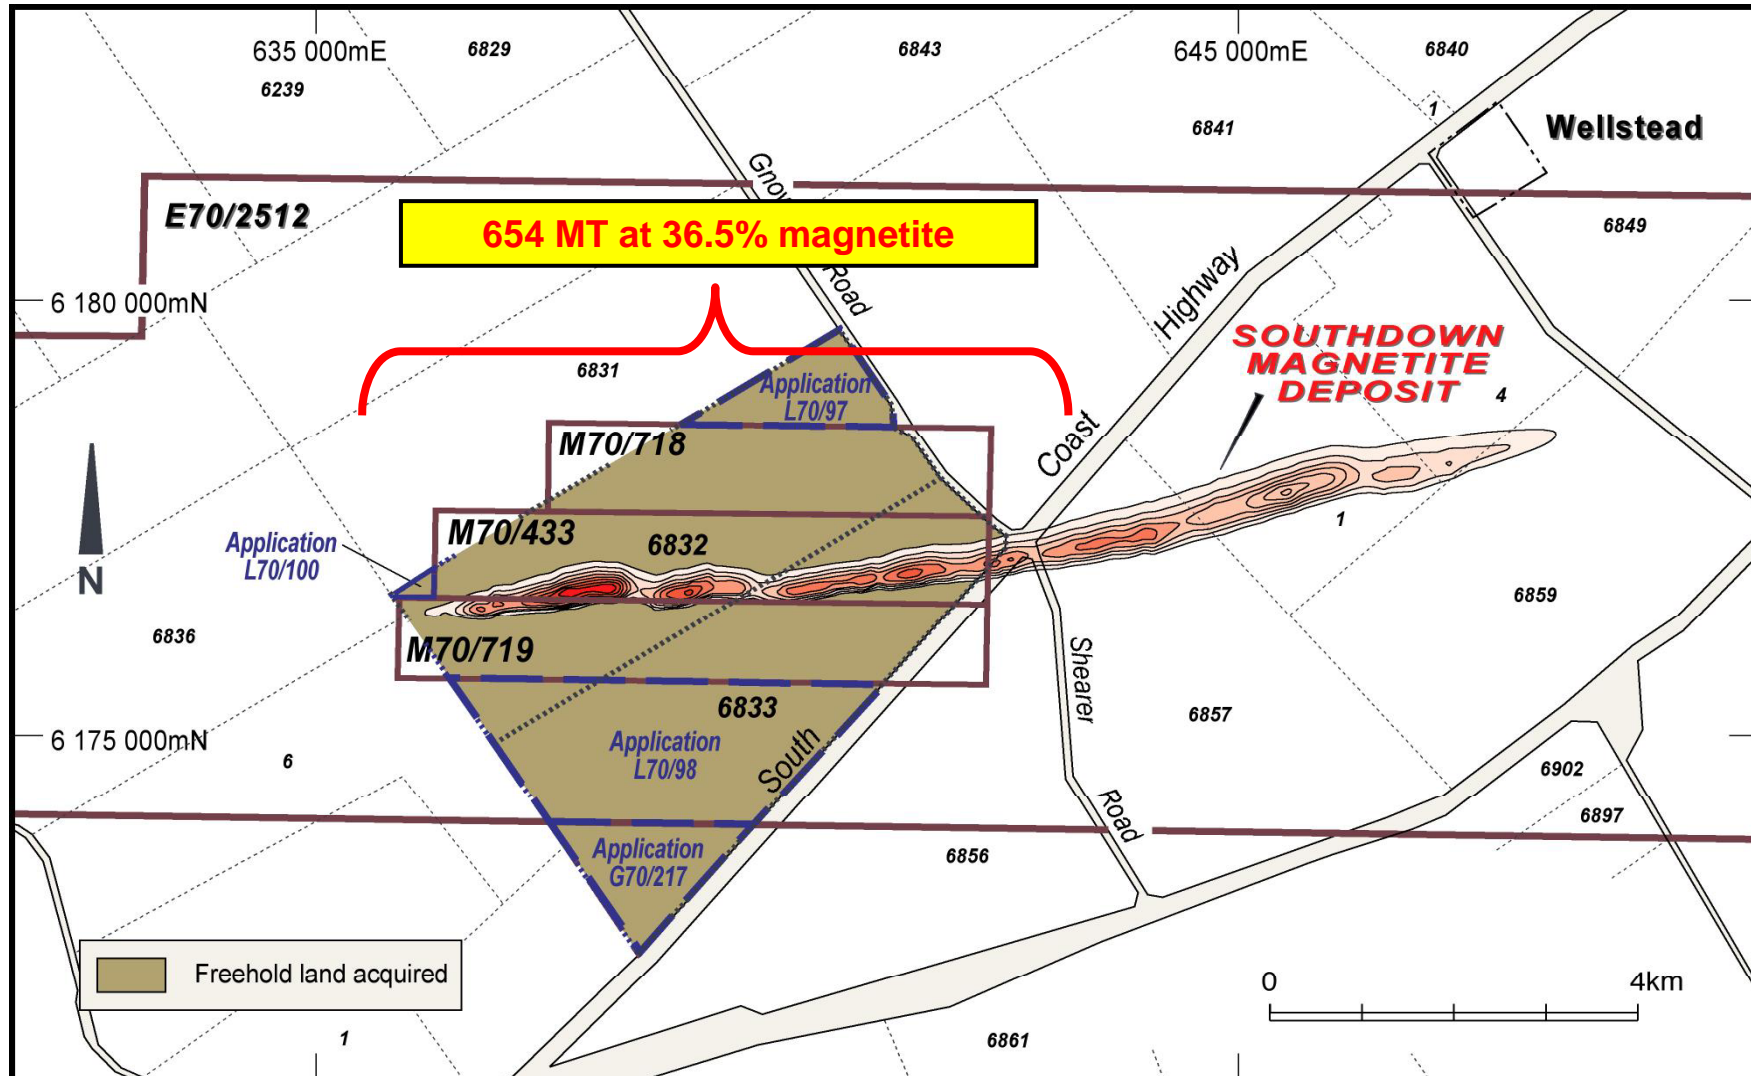 635 000mE
6829
6843
645 000mE
6840
6239
1
6841
Wellstead
Gnow
Road
E70/2512
654 MT at 36.5% magnetite
6849
6 180 000mN
Highway
SOUTHDOWN
MAGNETITE
DEPOSIT
6831
Application
L70/97
4
M70/718
Coast
M70/433
6832
1
Application
L70/100
N
6859
6836
M70/719
Shearer
6833
6857
6 175 000mN
Application
L70/98
South
6
6902
Road
6897
Application
G70/217
6856
Freehold land acquired
0
4km
1
6861